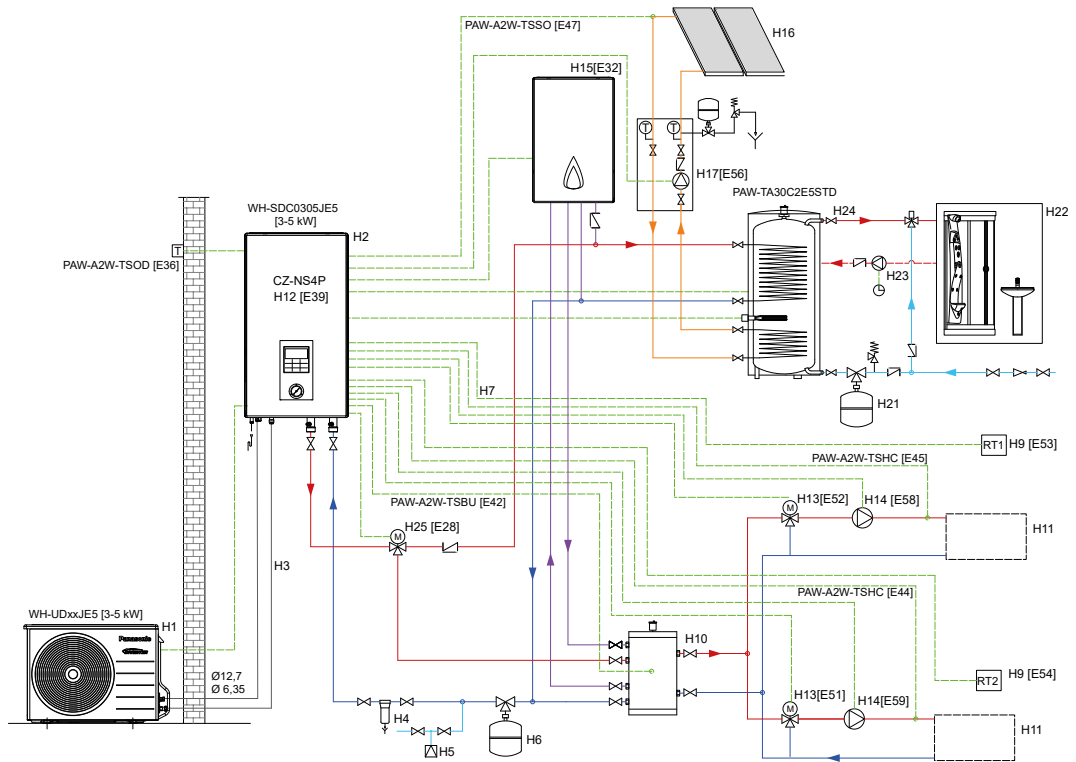 PAW-A2W-TSSO [E47]
H16
H15[E32]
T
T
H17[E56]
PAW-TA30C2E5STD
WH-SDC0305JE5
[3-5 kW]
H2
H24
H22
T
PAW-A2W-TSOD [E36]
CZ-NS4P
H12 [E39]
H23
H7
H21
RT1
H9 [E53]
PAW-A2W-TSHC [E45]
PAW-A2W-TSBU [E42]
H13[E52]
H14 [E58]
M
H25 [E28]
M
H11
H3
PAW-A2W-TSHC [E44]
WH-UDxxJE5 [3-5 kW]
H1
Panasonic
H10
Ø12,7
Ø 6,35
RT2
H9 [E54]
H13[E51]
H14[E59]
M
H4
H5
H6
H11